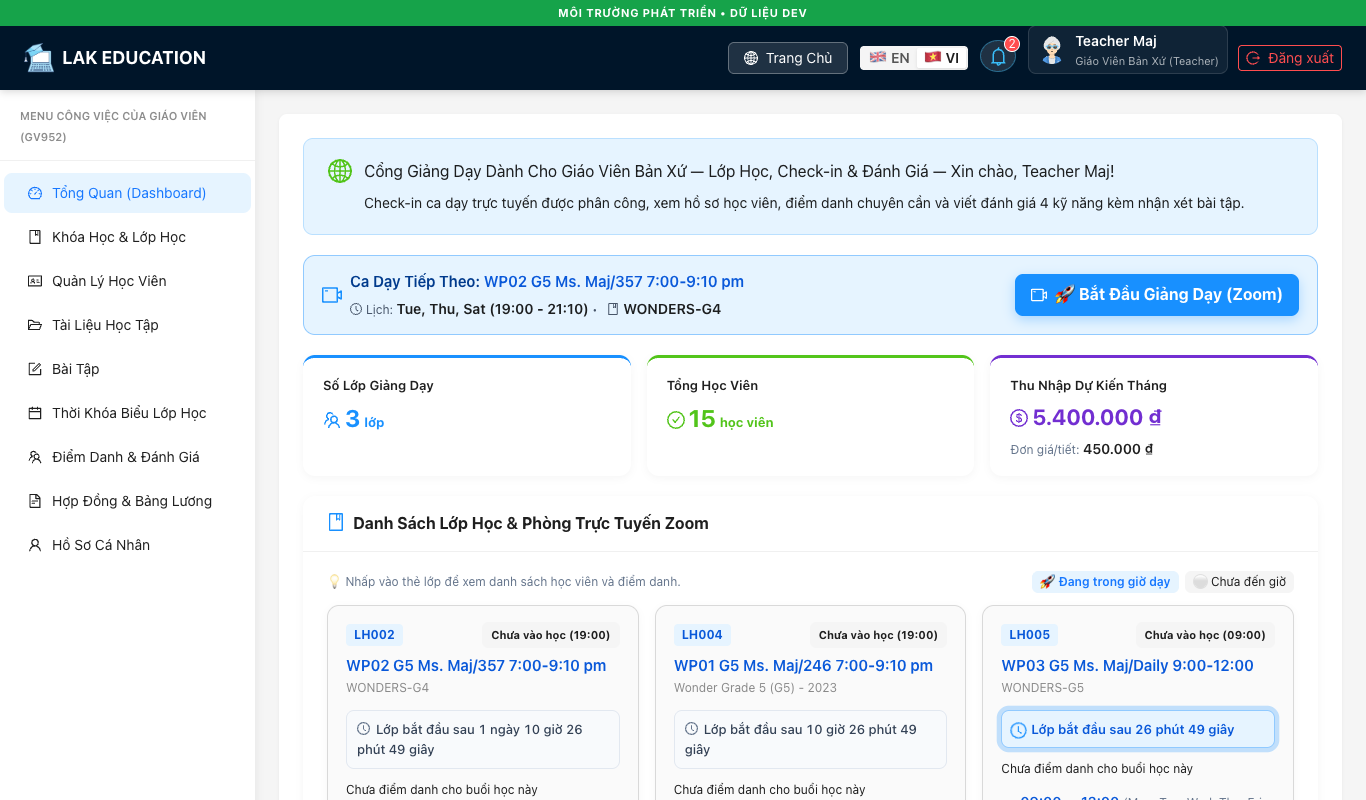 MÔI TRƯỜNG PHÁT TRIỂN • DỮ LIỆU DEV
LAK EDUCATION
Trang Chủ
EN
VI
2
Teacher Maj
Giáo Viên Bản Xứ (Teacher)
Đăng xuất
MENU CÔNG VIỆC CỦA GIÁO VIÊN
(GV952)
Tổng Quan (Dashboard)
Khóa Học & Lớp Học
Quản Lý Học Viên
Tài Liệu Học Tập
Bài Tập
Thời Khóa Biểu Lớp Học
Điểm Danh & Đánh Giá
Hợp Đồng & Bảng Lương
Hồ Sơ Cá Nhân
Cổng Giảng Dạy Dành Cho Giáo Viên Bản Xứ — Lớp Học, Check-in & Đánh Giá — Xin chào, Teacher Maj!
Check-in ca dạy trực tuyến được phân công, xem hồ sơ học viên, điểm danh chuyên cần và viết đánh giá 4 kỹ năng kèm nhận xét bài tập.
Ca Dạy Tiếp Theo: WP02 G5 Ms. Maj/357 7:00-9:10 pm
Lịch: Tue, Thu, Sat (19:00 - 21:10) • WONDERS-G4
🚀 Bắt Đầu Giảng Dạy (Zoom)
Số Lớp Giảng Dạy
3 lớp
Tổng Học Viên
15 học viên
Thu Nhập Dự Kiến Tháng
5.400.000 ₫
Đơn giá/tiết: 450.000 ₫
Danh Sách Lớp Học & Phòng Trực Tuyến Zoom
💡 Nhấp vào thẻ lớp để xem danh sách học viên và điểm danh.
🚀 Đang trong giờ dạy
⚪ Chưa đến giờ
LH002
Chưa vào học (19:00)
WP02 G5 Ms. Maj/357 7:00-9:10 pm
WONDERS-G4
Lớp bắt đầu sau 1 ngày 10 giờ 26
phút 49 giây
Chưa điểm danh cho buổi học này
LH004
Chưa vào học (19:00)
WP01 G5 Ms. Maj/246 7:00-9:10 pm
Wonder Grade 5 (G5) - 2023
Lớp bắt đầu sau 10 giờ 26 phút 49
giây
Chưa điểm danh cho buổi học này
LH005
Chưa vào học (09:00)
WP03 G5 Ms. Maj/Daily 9:00-12:00
WONDERS-G5
Lớp bắt đầu sau 26 phút 49 giây
Chưa điểm danh cho buổi học này